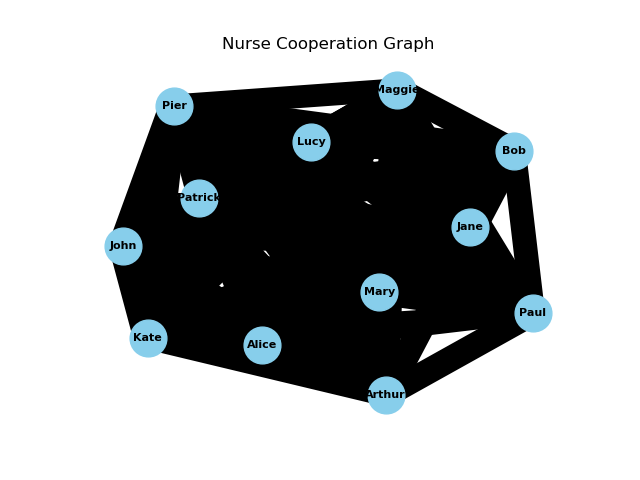 Nurse Cooperation Graph
Maggie
Pier
Lucy
Bob
Patrick
Jane
John
Mary
Paul
Kate
Alice
Arthur